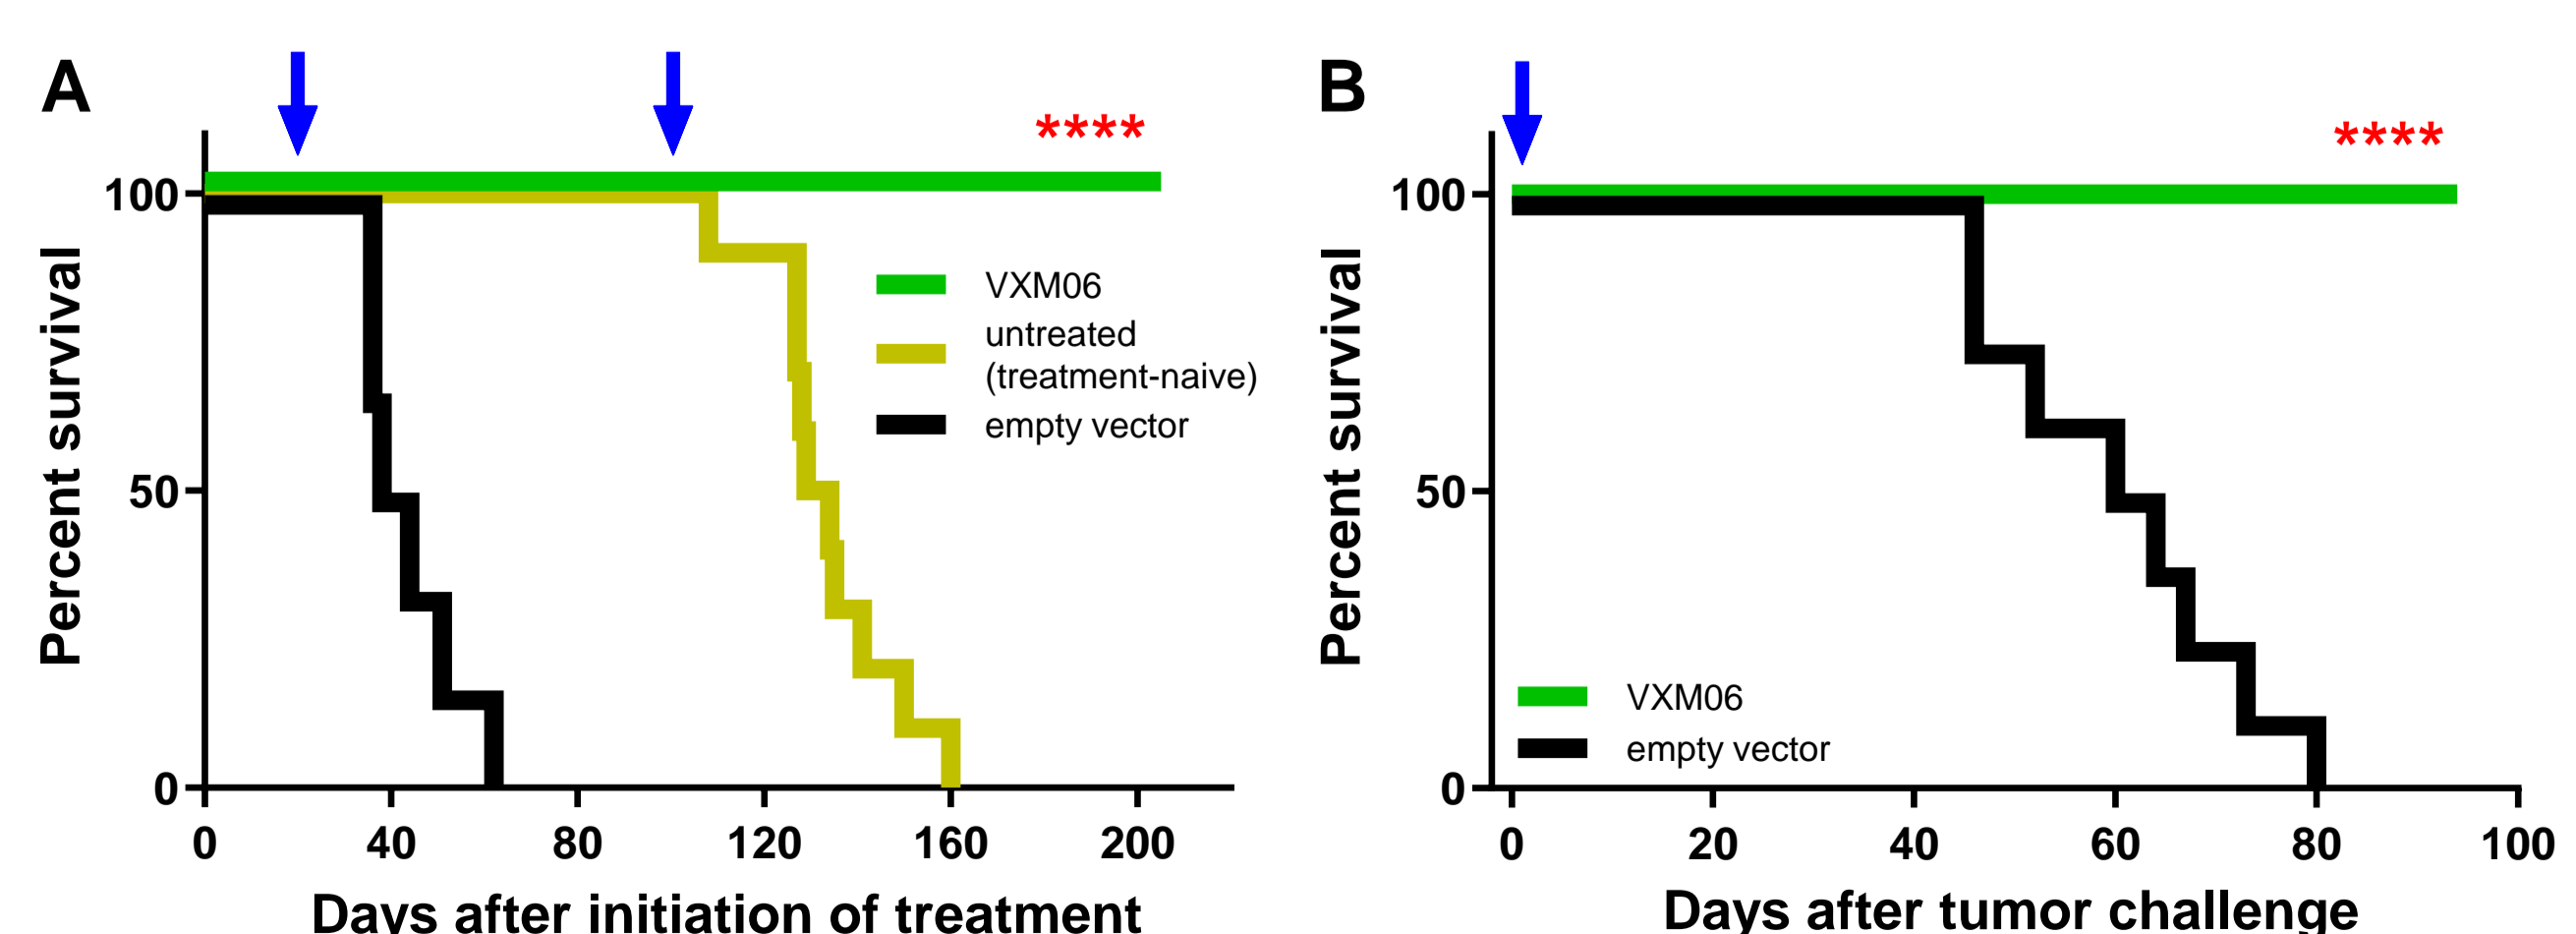 A
****
100
50
0
Percent survival
VXM06
untreated
(treatment-naive)
empty vector
0 40 80 120 160 200
Days after initiation of treatment
B
****
100
50
0
Percent survival
VXM06
empty vector
0 20 40 60 80 100
Days after tumor challenge